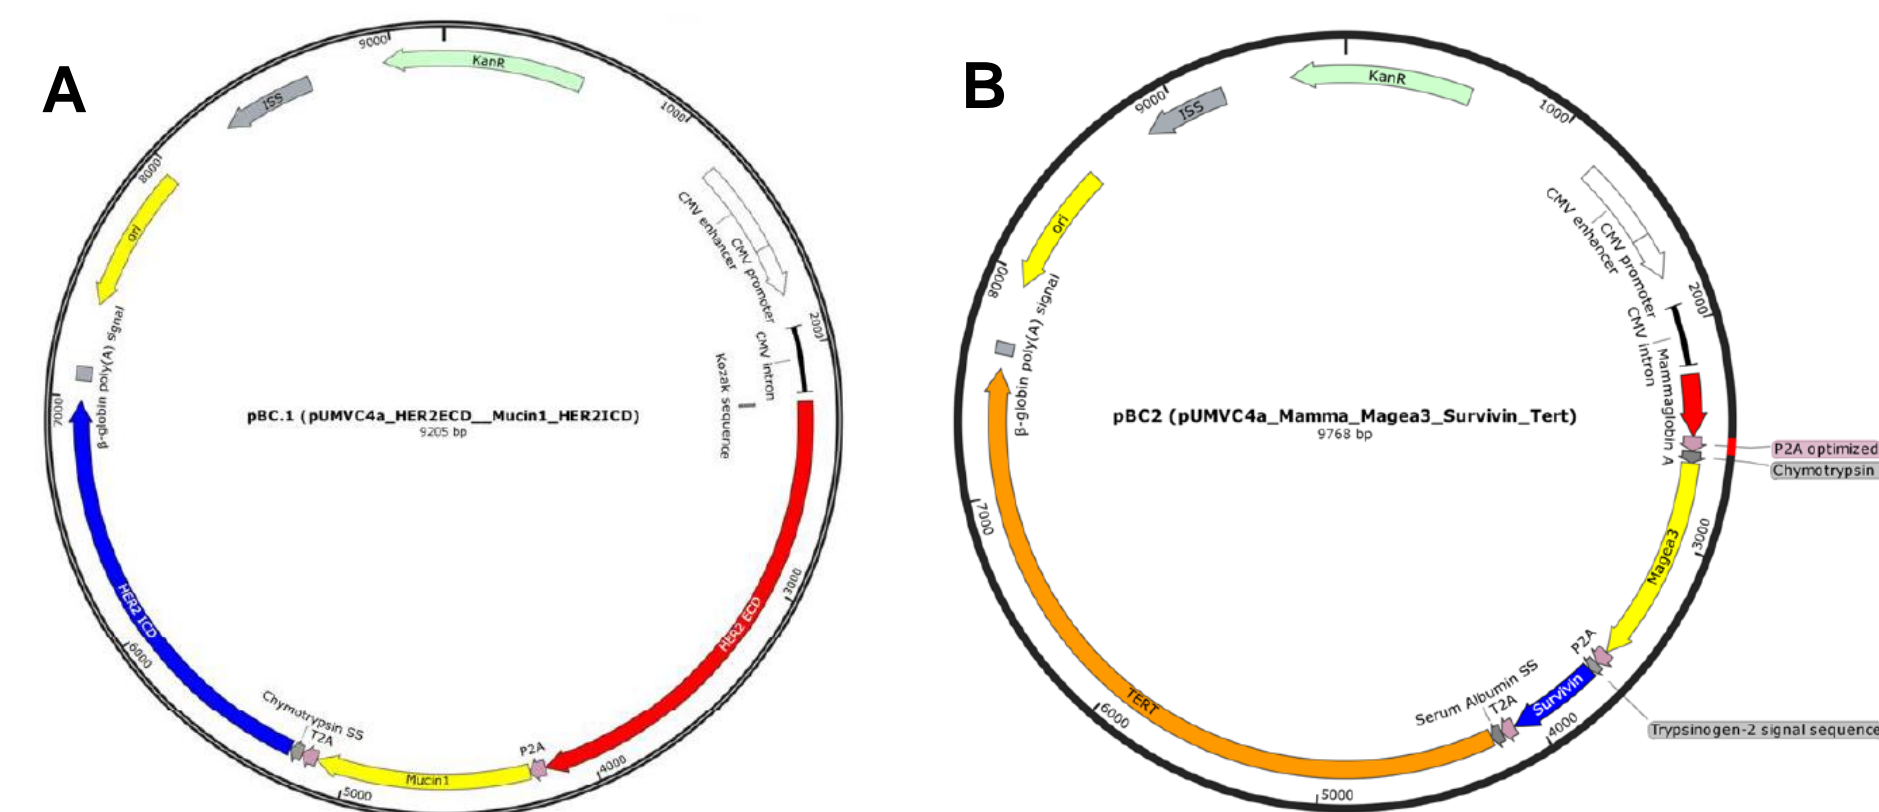 A
9000
KanR
ISS
1000
8000
ori
CMV enhancer
CMV promoter
2000
CMV intron
Kozak sequence
β-globin poly(A) signal
7000
pBC.1 (pUMVC4a_HER2ECD__Mucin1_HER2ICD)
9205 bp
3000
HER2 ECD
HER2 ICD
6000
Chymotrypsin SS
T2A
P2A
Mucin1
4000
5000
B
9000
KanR
ISS
1000
8000
ori
CMV enhancer
CMV promoter
2000
CMV intron
Mammaglobin A
β-globin poly(A) signal
pBC2 (pUMVC4a_Mamma_Magea3_Survivin_Tert)
9768 bp
P2A optimized
Chymotrypsin
7000
3000
Magea3
P2A
Survivin
Serum Albumin SS
T2A
TERT
6000
4000
Trypsinogen-2 signal sequence
5000